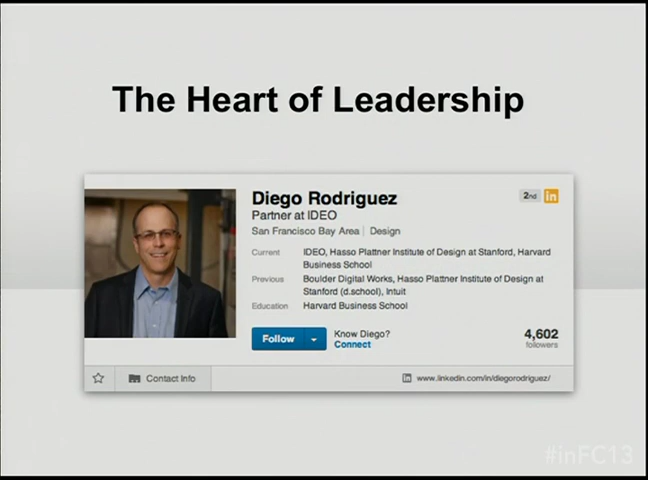 The Heart of Leadership
Diego Rodriguez
2nd in
Partner at IDEO
San Francisco Bay Area | Design
Current IDEO, Hasso Plattner Institute of Design at Stanford, Harvard
Business School
Previous Boulder Digital Works, Hasso Plattner Institute of Design at
Stanford (d.school), Intuit
Education Harvard Business School
Follow
Know Diego?
Connect
4,602
followers
Contact Info
in www.linkedin.com/in/diegorodriguez/
#inFC13